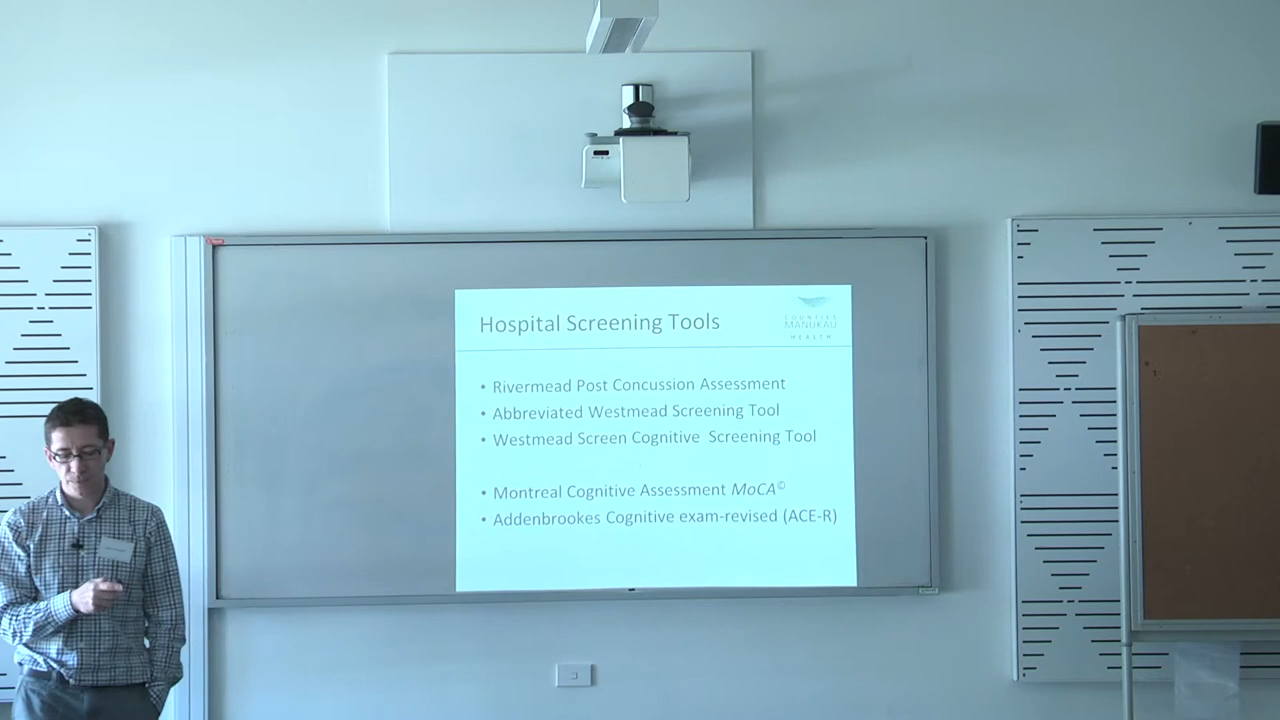 Hospital Screening Tools
COUNTIES
MANUKAU
HEALTH
• Rivermead Post Concussion Assessment
• Abbreviated Westmead Screening Tool
• Westmead Screen Cognitive Screening Tool
• Montreal Cognitive Assessment MoCA©
• Addenbrookes Cognitive exam-revised (ACE-R)